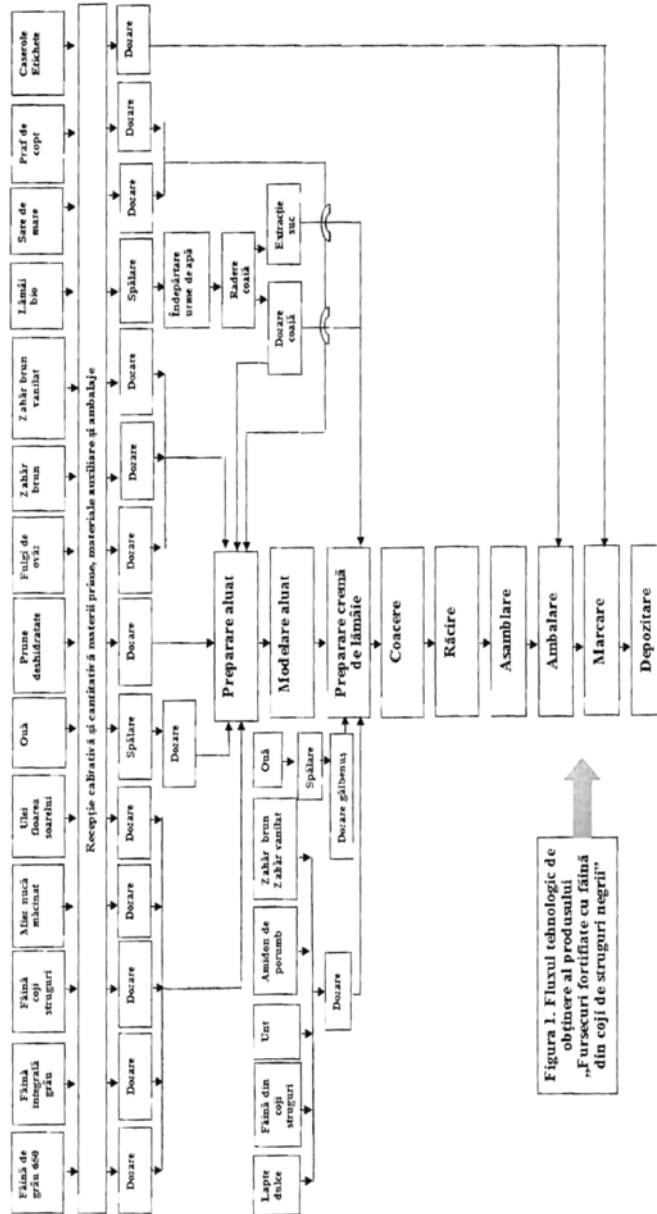 Făină de
grâu 650
Făină
integrală
grâu
Făină
coji
struguri
Miez nucă
măcinat
Ulei
floarea
soarelui
Ouă
Prune
deshidratate
Fulgi de
ovăz
Zahăr
brun
Zahăr brun
vanilat
Lămâi
bio
Sare de
mare
Praf de
copt
Caserole
Etichete
Recepție calitativă și cantitativă materii prime, materiale auxiliare și ambalaje
Dozare
Dozare
Dozare
Dozare
Dozare
Spălare
Dozare
Dozare
Dozare
Dozare
Spălare
Dozare
Dozare
Dozare
Dozare
Îndepărtare
urme de apă
Radere
coajă
Dozare
coajă
Extracție
suc
Preparare aluat
Modelare aluat
Lapte
dulce
Făină din
coji
struguri
Unt
Amidon de
porumb
Zahăr brun
Zahăr vanilat
Ouă
Spălare
Dozare
Dozare gălbenuș
Preparare cremă
de lămâie
Coacere
Răcire
Asamblare
Ambalare
Marcare
Depozitare
Figura 1. Fluxul tehnologic de
obținere al produsului
„Fursecuri fortifiate cu făină
din coji de struguri negrii”